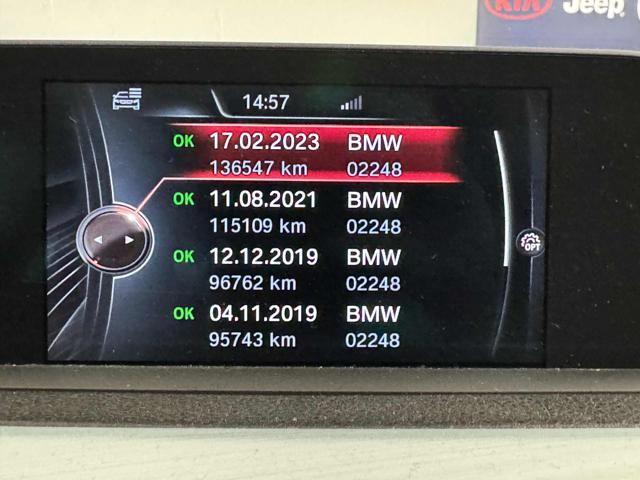 KIA Jeep
14:57
OK 17.02.2023 BMW
136547 km 02248
OK 11.08.2021 BMW
115109 km 02248
OK 12.12.2019 BMW
96762 km 02248
OK 04.11.2019 BMW
95743 km 02248
OPT